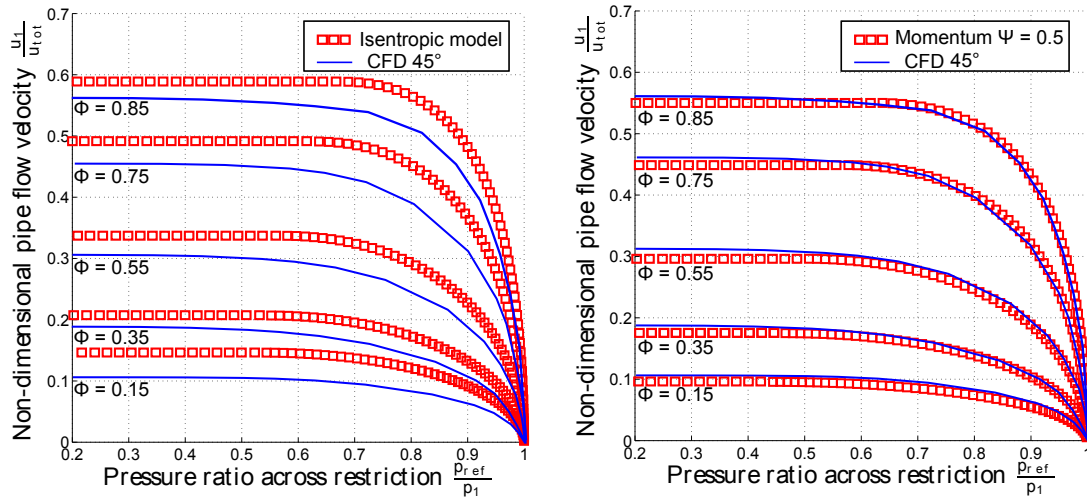 Non-dimensional pipe flow velocity u1/utot
0.7
0.6
0.5
0.4
0.3
0.2
0.1
0
Isentropic model
CFD 45°
Φ = 0.85
Φ = 0.75
Φ = 0.55
Φ = 0.35
Φ = 0.15
0.2 0.3 0.4 0.5 0.6 0.7 0.8 0.9 1
Pressure ratio across restriction pref/p1
Non-dimensional pipe flow velocity u1/utot
0.7
0.6
0.5
0.4
0.3
0.2
0.1
0
Momentum Ψ = 0.5
CFD 45°
Φ = 0.85
Φ = 0.75
Φ = 0.55
Φ = 0.35
Φ = 0.15
0.2 0.3 0.4 0.5 0.6 0.7 0.8 0.9 1
Pressure ratio across restriction pref/p1